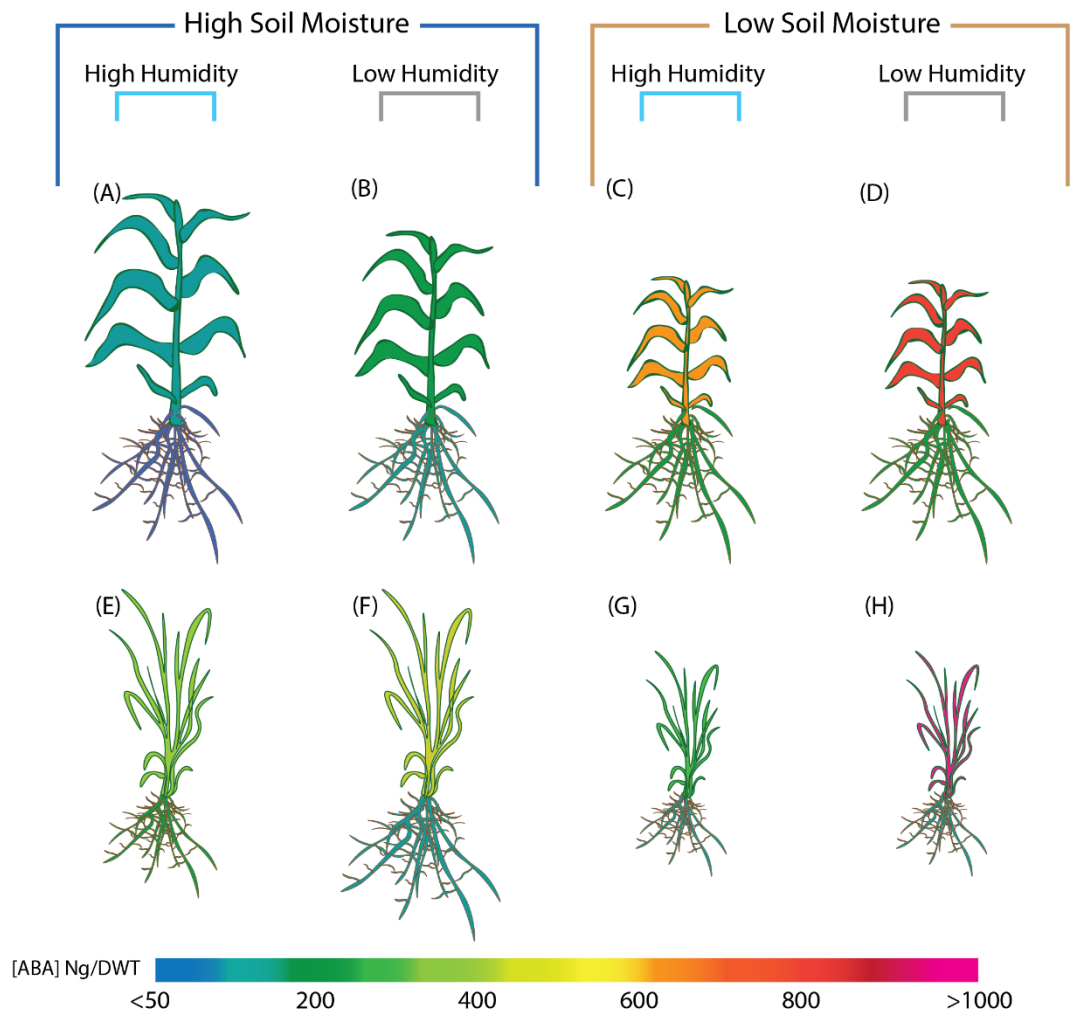 High Soil Moisture
Low Soil Moisture
High Humidity
Low Humidity
High Humidity
Low Humidity
(A)
(B)
(C)
(D)
(E)
(F)
(G)
(H)
[ABA] Ng/DWT
<50
200
400
600
800
>1000